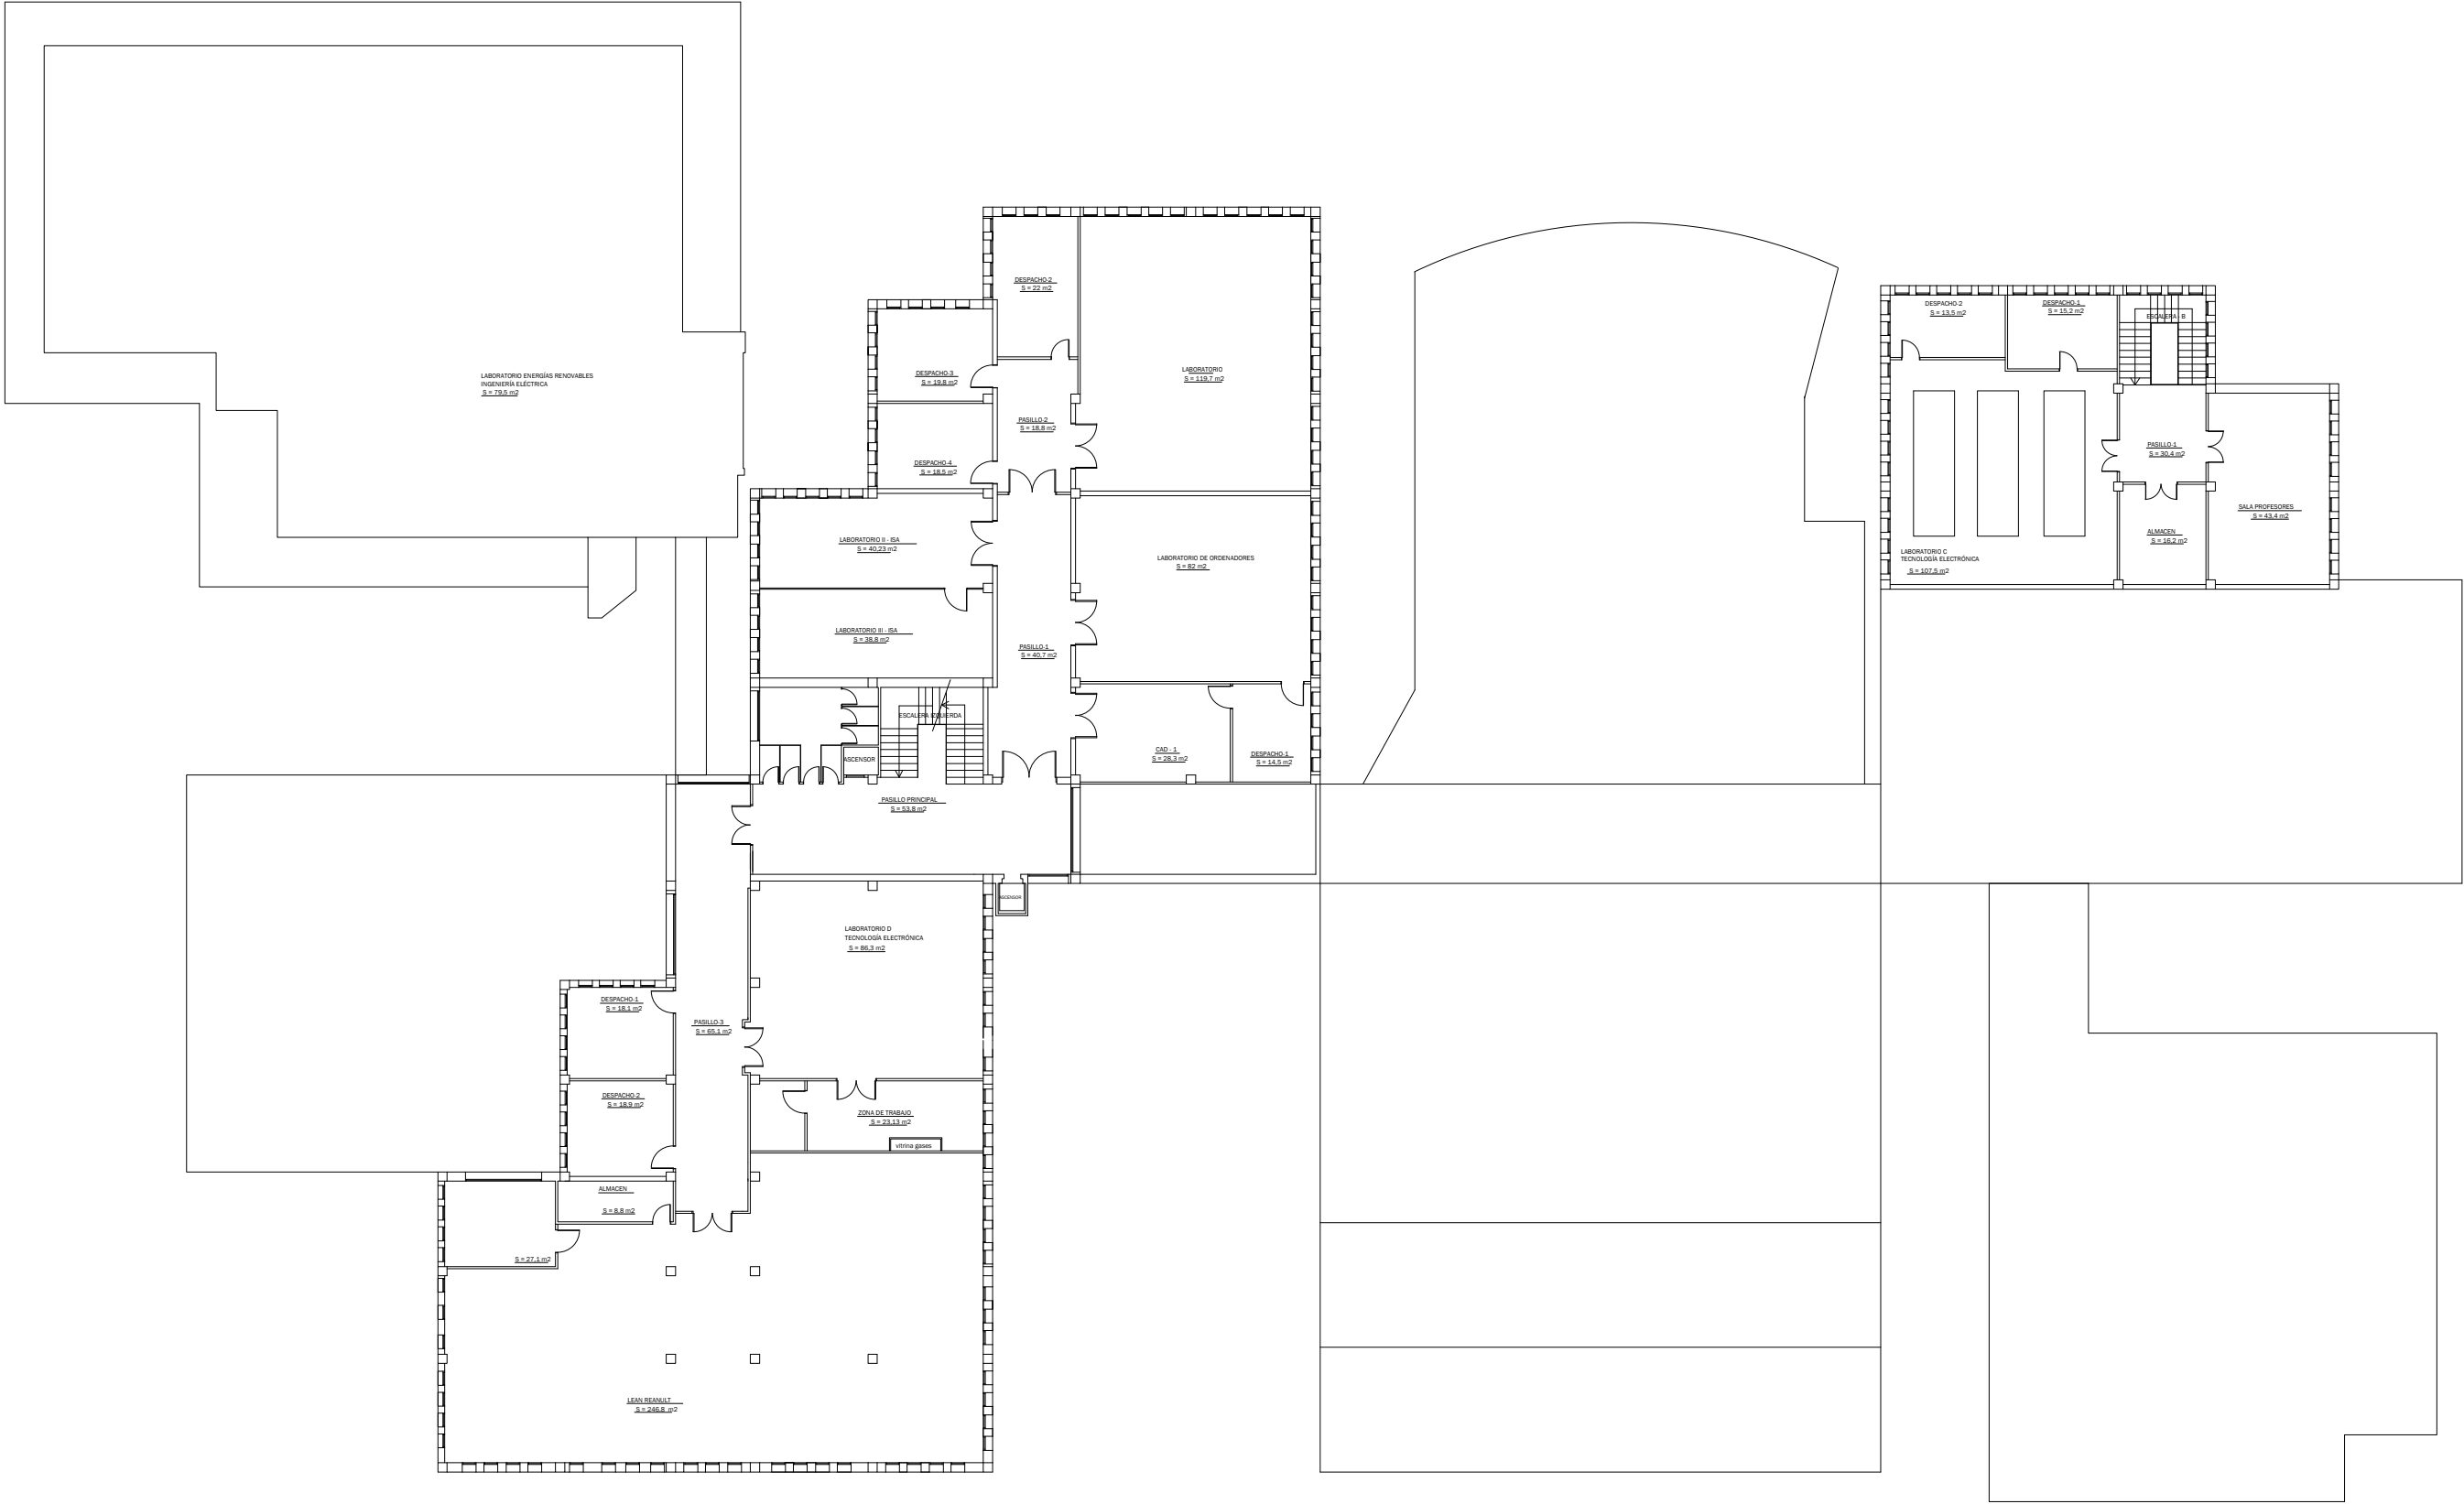 DESPACHO-2
S = 22 m2
DESPACHO-3
S = 19,8 m2
LABORATORIO
S = 119,7 m2
LABORATORIO ENERGÍAS RENOVABLES
INGENIERÍA ELÉCTRICA
S = 79,5 m2
PASILLO-2
S = 18,8 m2
DESPACHO-4
S = 18,5 m2
LABORATORIO II - ISA
S = 40,23 m2
LABORATORIO DE ORDENADORES
S = 82 m2
LABORATORIO III - ISA
S = 38,8 m2
PASILLO-1
S = 40,7 m2
ESCALERA IZQUIERDA
ASCENSOR
CAD - 1
S = 28,3 m2
DESPACHO-1
S = 14,5 m2
PASILLO PRINCIPAL
S = 53,8 m2
ASCENSOR
LABORATORIO D
TECNOLOGÍA ELECTRÓNICA
S = 86,3 m2
DESPACHO-1
S = 18,1 m2
PASILLO-3
S = 65,1 m2
DESPACHO-2
S = 18,9 m2
ZONA DE TRABAJO
S = 23,13 m2
vitrina gases
ALMACEN
S = 8,8 m2
S = 27,1 m2
LEAN REANULT
S = 246,8 m2
DESPACHO-2
S = 13,5 m2
DESPACHO-1
S = 15,2 m2
ESCALERA - B
PASILLO-1
S = 30,4 m2
SALA PROFESORES
S = 43,4 m2
ALMACEN
S = 16,2 m2
LABORATORIO C
TECNOLOGÍA ELECTRÓNICA
S = 107,5 m2